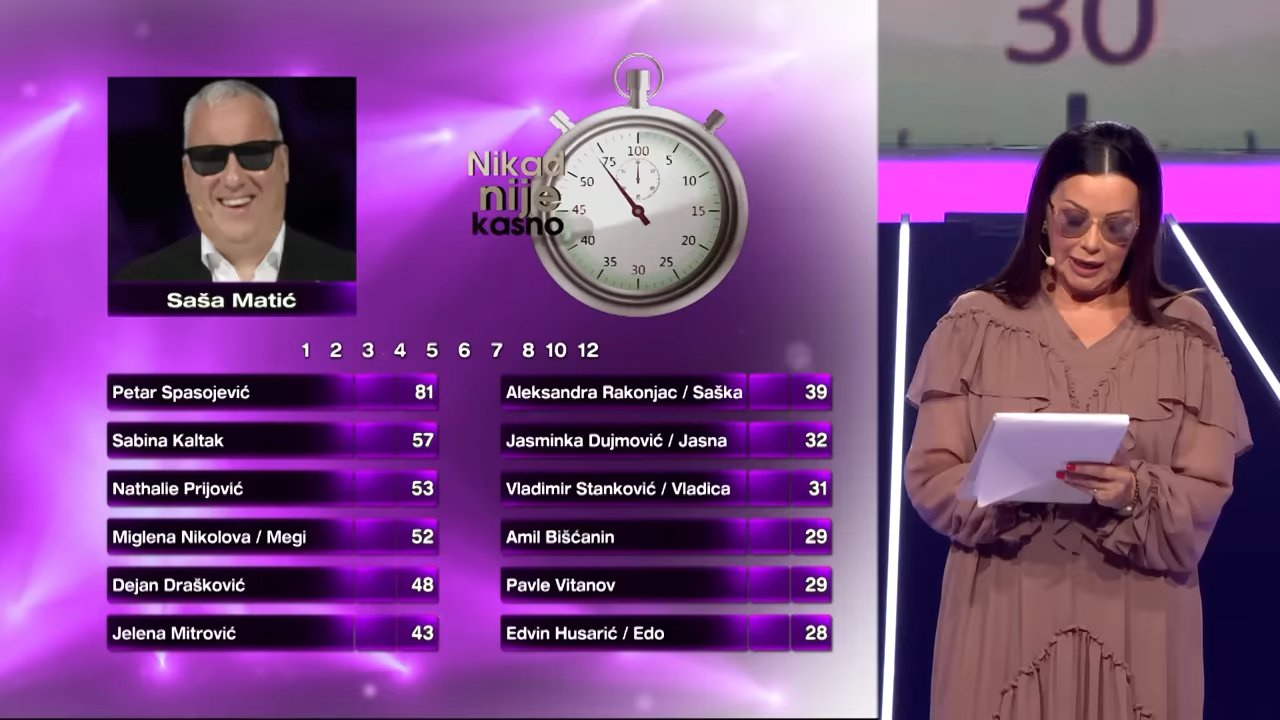 30
Nikad
nije
kasno
100
5
10
15
20
25
30
35
40
45
50
75
Saša Matić
1 2 3 4 5 6 7 8 10 12
Petar Spasojević 81
Sabina Kaltak 57
Nathalie Prijović 53
Miglena Nikolova / Megi 52
Dejan Drašković 48
Jelena Mitrović 43
Aleksandra Rakonjac / Saška 39
Jasminka Dujmović / Jasna 32
Vladimir Stanković / Vladica 31
Amil Bišćanin 29
Pavle Vitanov 29
Edvin Husarić / Edo 28